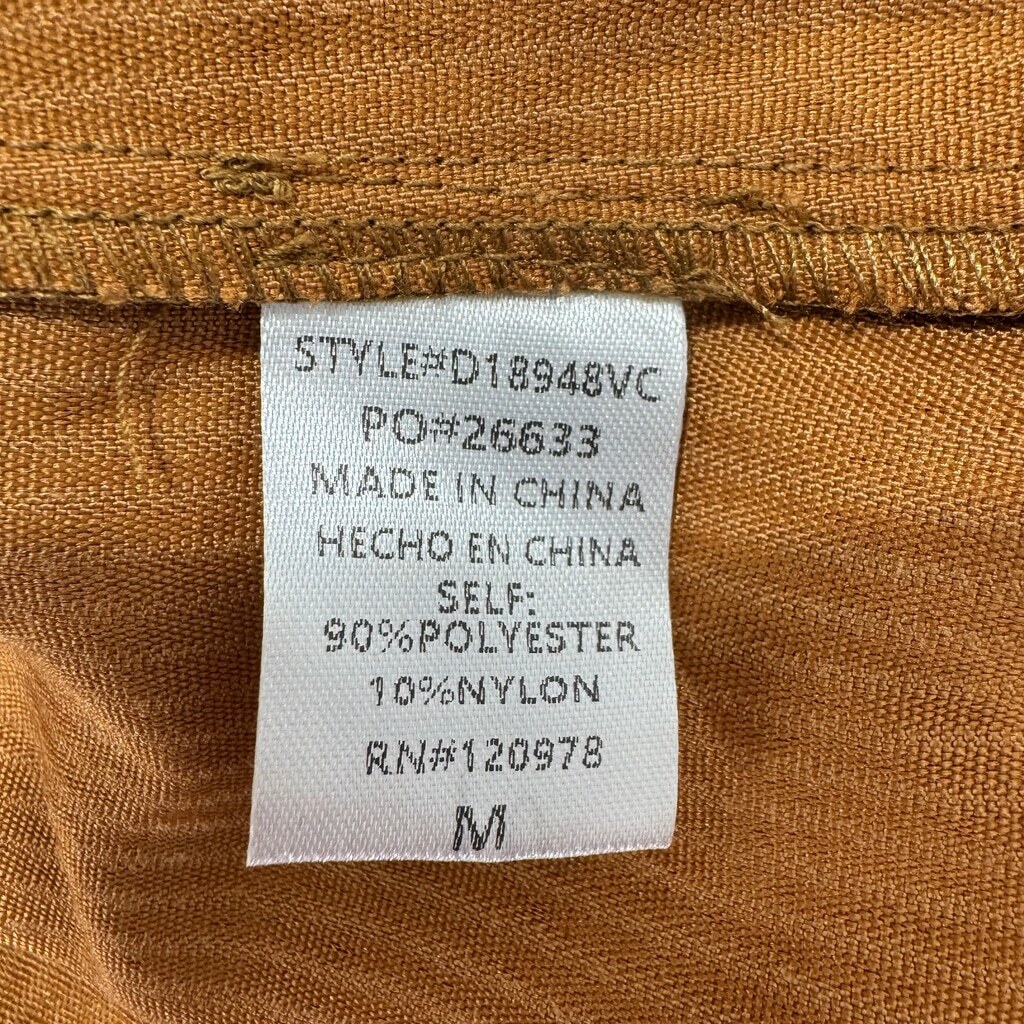 STYLE#D18948VC
PO#26633
MADE IN CHINA
HECHO EN CHINA
SELF:
90%POLYESTER
10%NYLON
RN#120978
M